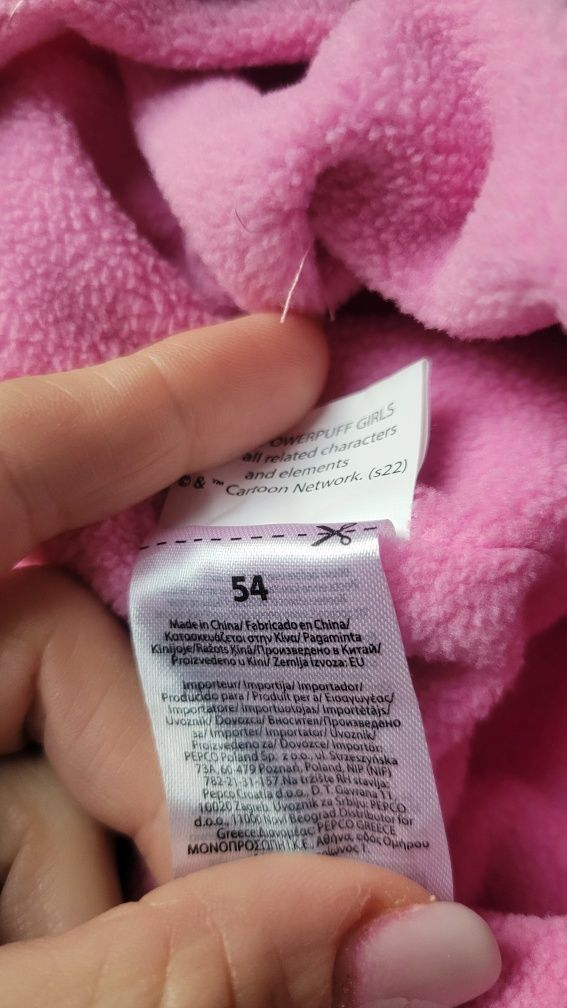 OWERPUFF GIRLS
all related characters
and elements
© & ™ Cartoon Network. (s22)
54
Made in China/ Fabricado en China/
Κατασκευάζεται στην Κίνα/ Pagaminta
Kinijoje/Ražots Ķīnā/Произведено в Китай/
Proizvedeno u Kini/ Zemlja izvoza: EU
Importeur/ Importija/ Importador/
Producido para/ Produit per a/ Εισαγωγέας/
Importatore/ Importuotojas/ Importētājs/
Uvoznik/ Dovozca/ Вносител/Произведено
за/ Importer/ Importator/ Uvoznik/
Proizvedeno za/ Dovozce/ Importőr:
PEPCO Poland Sp. z o.o., ul. Strzeszyńska
73A, 60-479 Poznań, Poland, NIP (NIF)
782-21-31-157 Na tržište RH stavlja:
Pepco Croatia d.o.o., D.T. Gavrana 11,
10020 Zagreb, Uvoznik za Srbiju: PEPCO
d.o.o., 11000 Novi Beograd Distributor for
Greece Διανομέας: PEPCO GREECE
ΜΟΝΟΠΡΟΣΩΠΗ Ι.Κ.Ε., Αθήνα, οδός Ομήρου